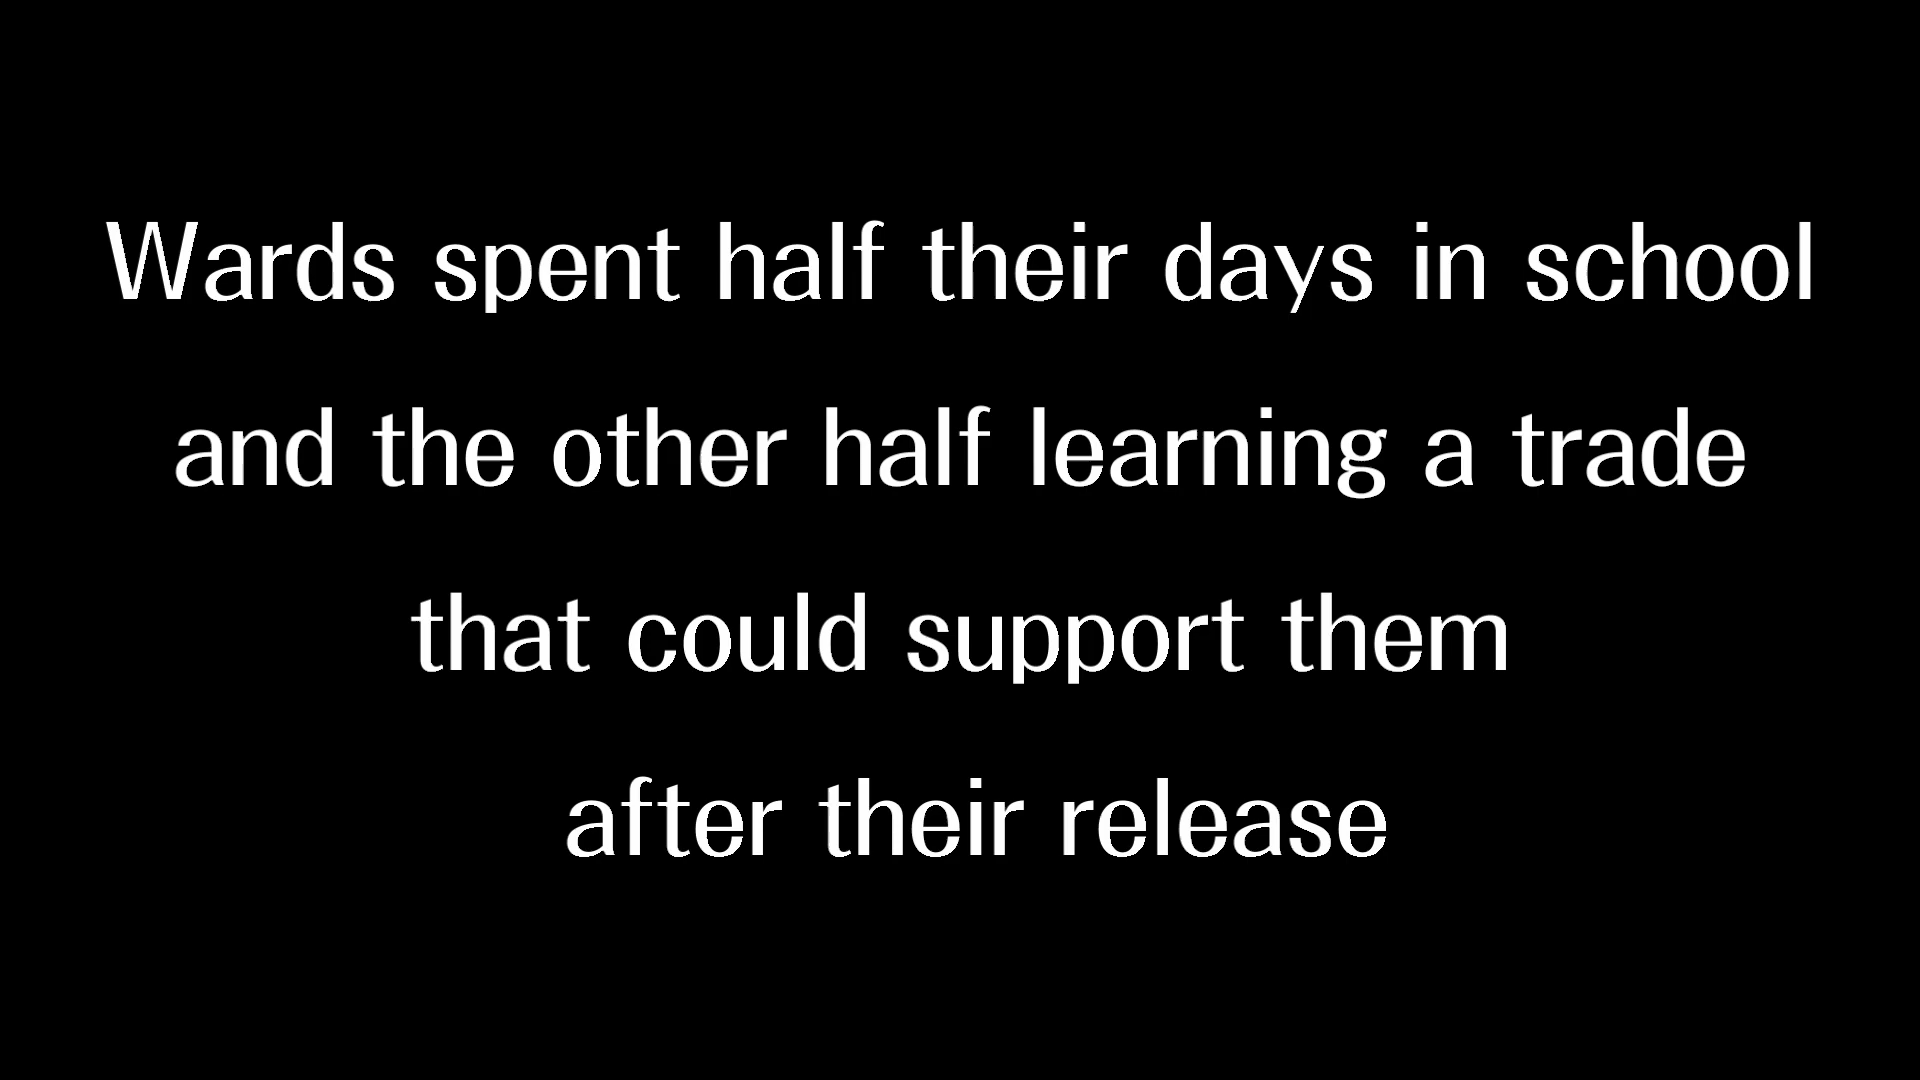 Wards spent half their days in school
and the other half learning a trade
that could support them
after their release